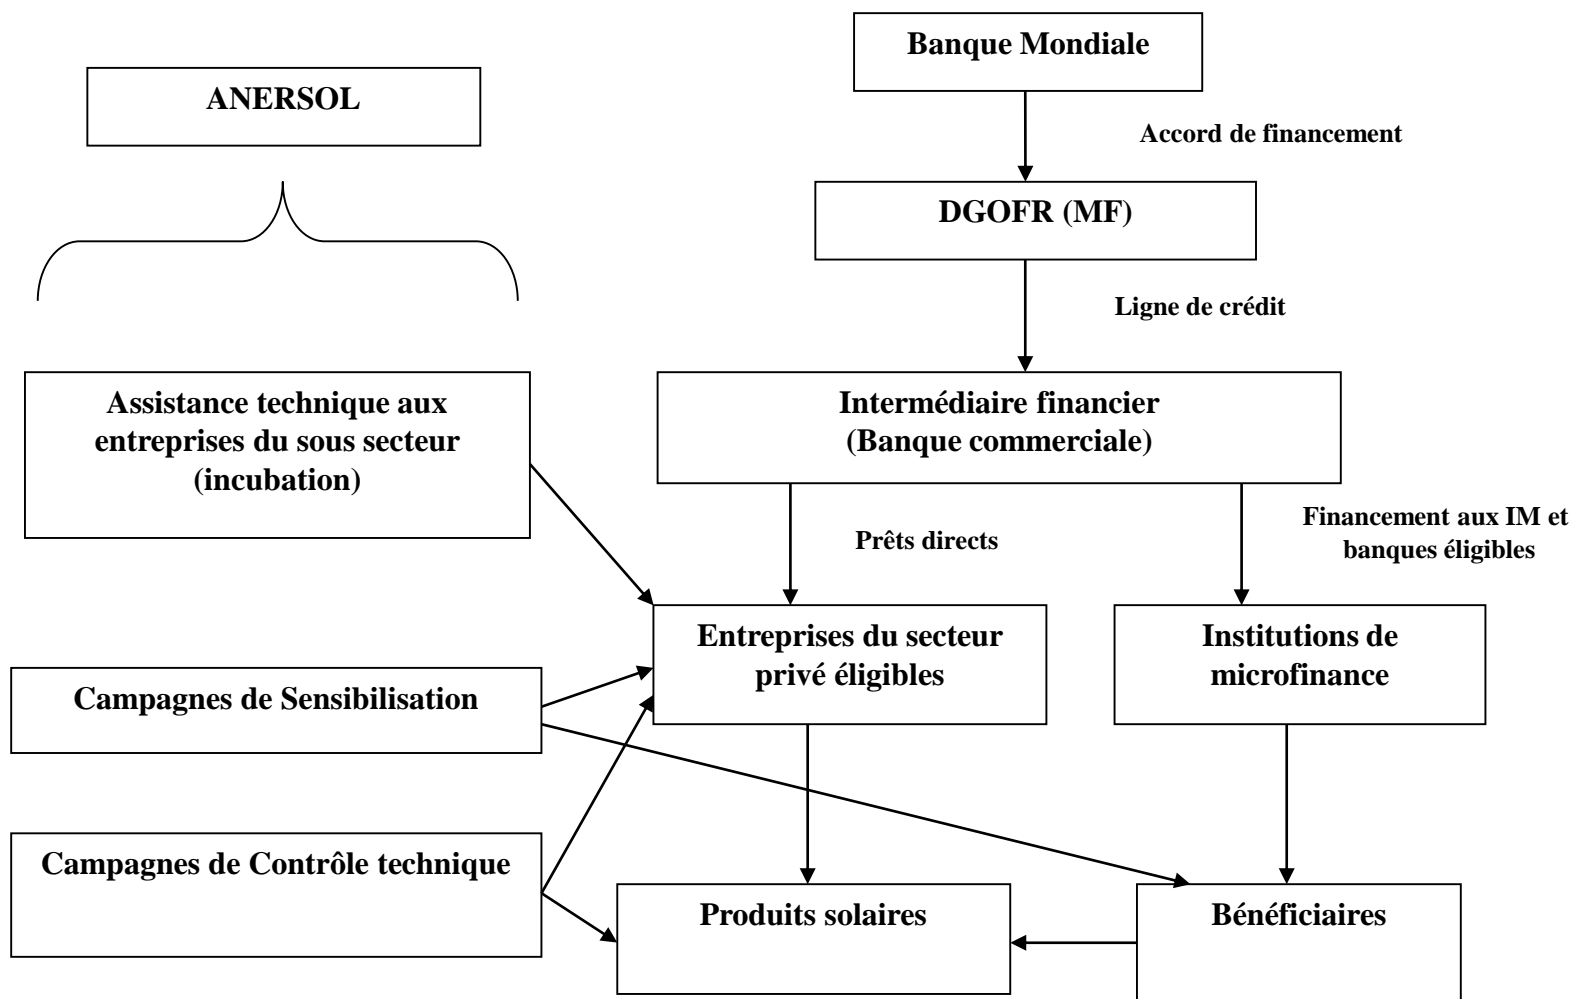 Banque Mondiale
ANERSOL
Accord de financement
DGOFR (MF)
Ligne de crédit
Assistance technique aux
entreprises du sous secteur
(incubation)
Intermédiaire financier
(Banque commerciale)
Prêts directs
Financement aux IM et
banques éligibles
Entreprises du secteur
privé éligibles
Institutions de
microfinance
Campagnes de Sensibilisation
Campagnes de Contrôle technique
Produits solaires
Bénéficiaires